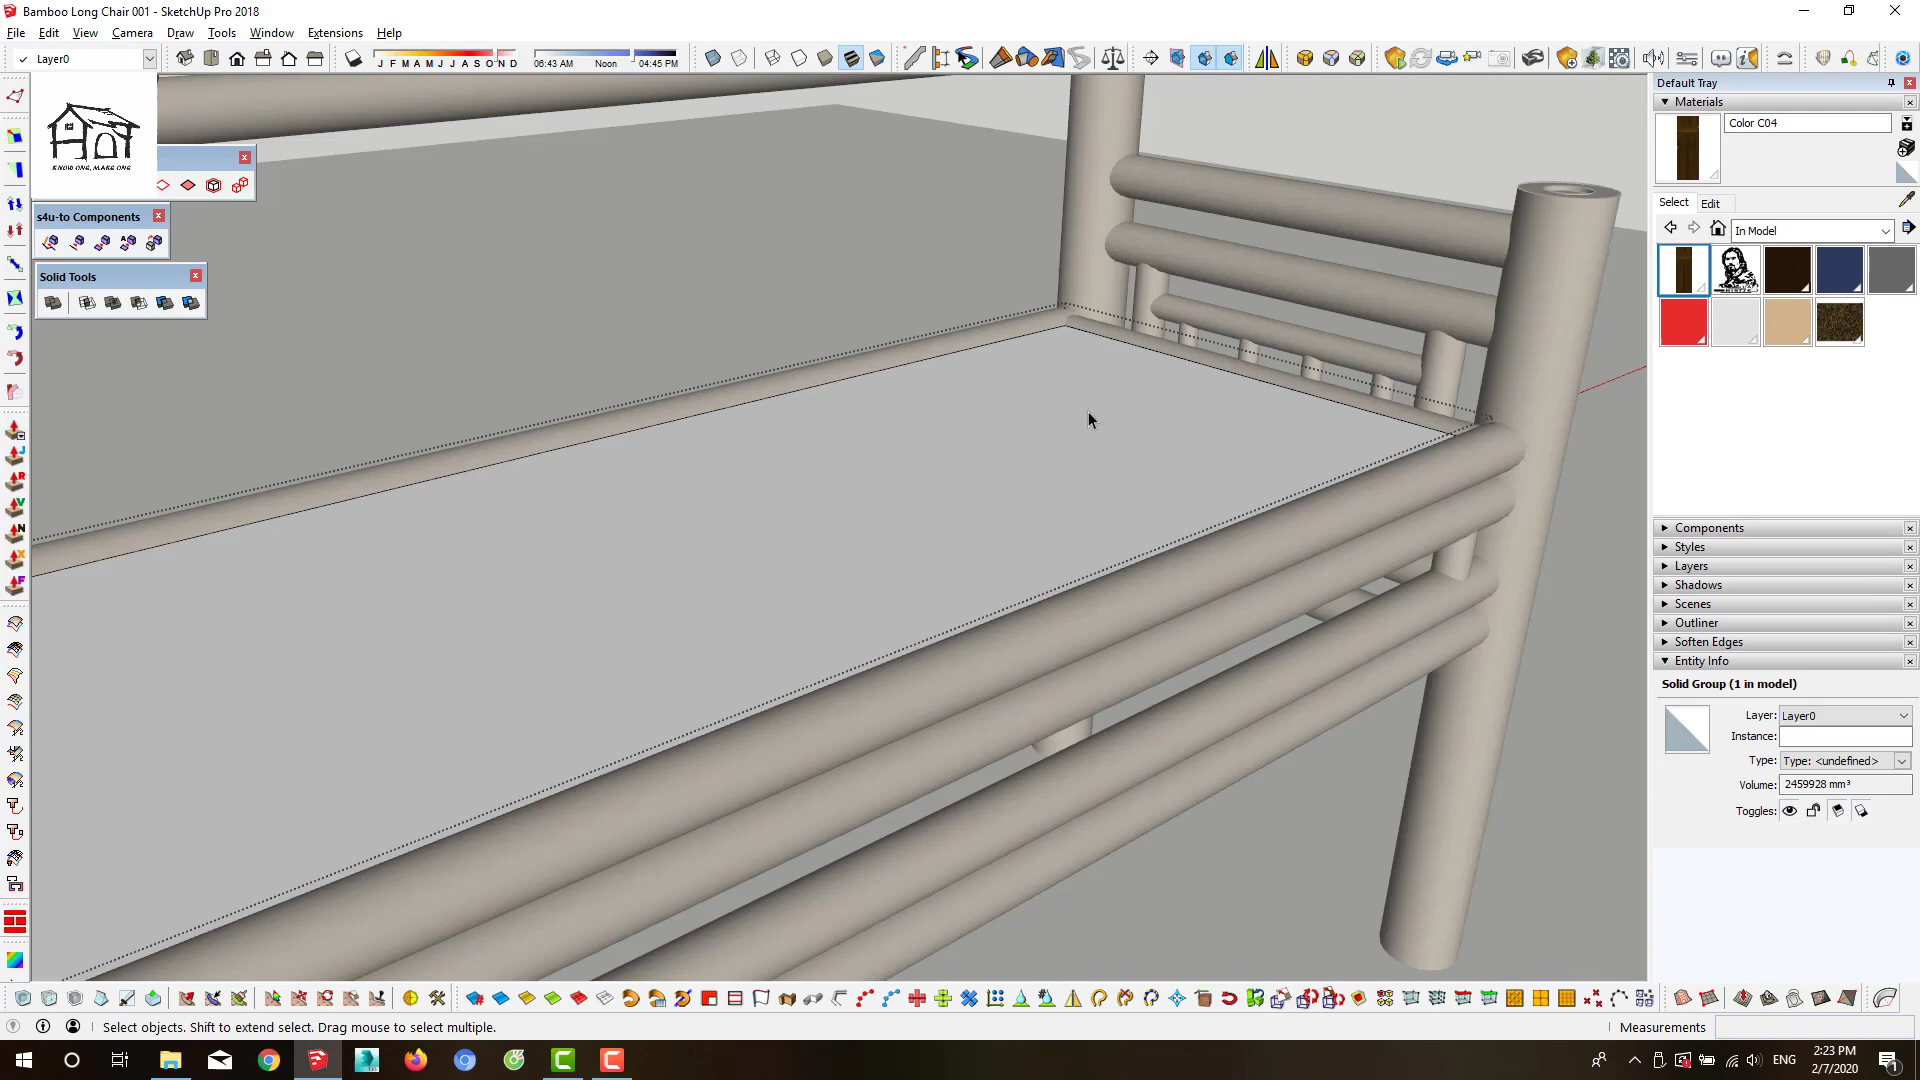 Bamboo Long Chair 001 - SketchUp Pro 2018
File Edit View Camera Draw Tools Window Extensions Help
Layer0
J F M A M J J A S O N D
06:43 AM Noon 04:45 PM
KNOW ONE, MAKE ONE
s4u-to Components
Solid Tools
Default Tray
Materials
Color C04
Select Edit
In Model
Components
Styles
Layers
Shadows
Scenes
Outliner
Soften Edges
Entity Info
Solid Group (1 in model)
Layer: Layer0
Instance:
Type: Type: <undefined>
Volume: 2459928 mm³
Toggles:
Select objects. Shift to extend select. Drag mouse to select multiple.
Measurements
ENG
2:23 PM
2/7/2020